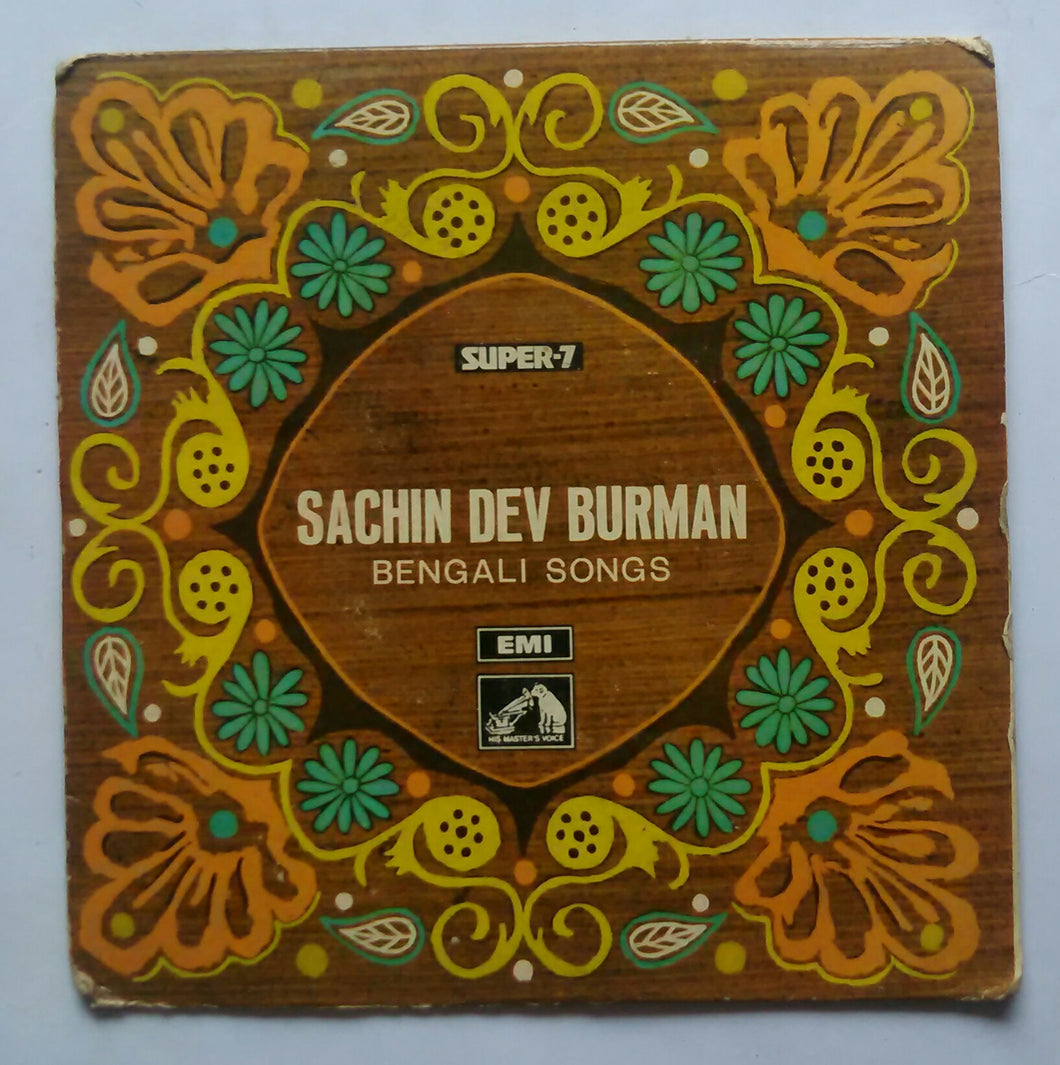 SUPER-7
SACHIN DEV BURMAN
BENGALI SONGS
EMI
HIS MASTER'S VOICE